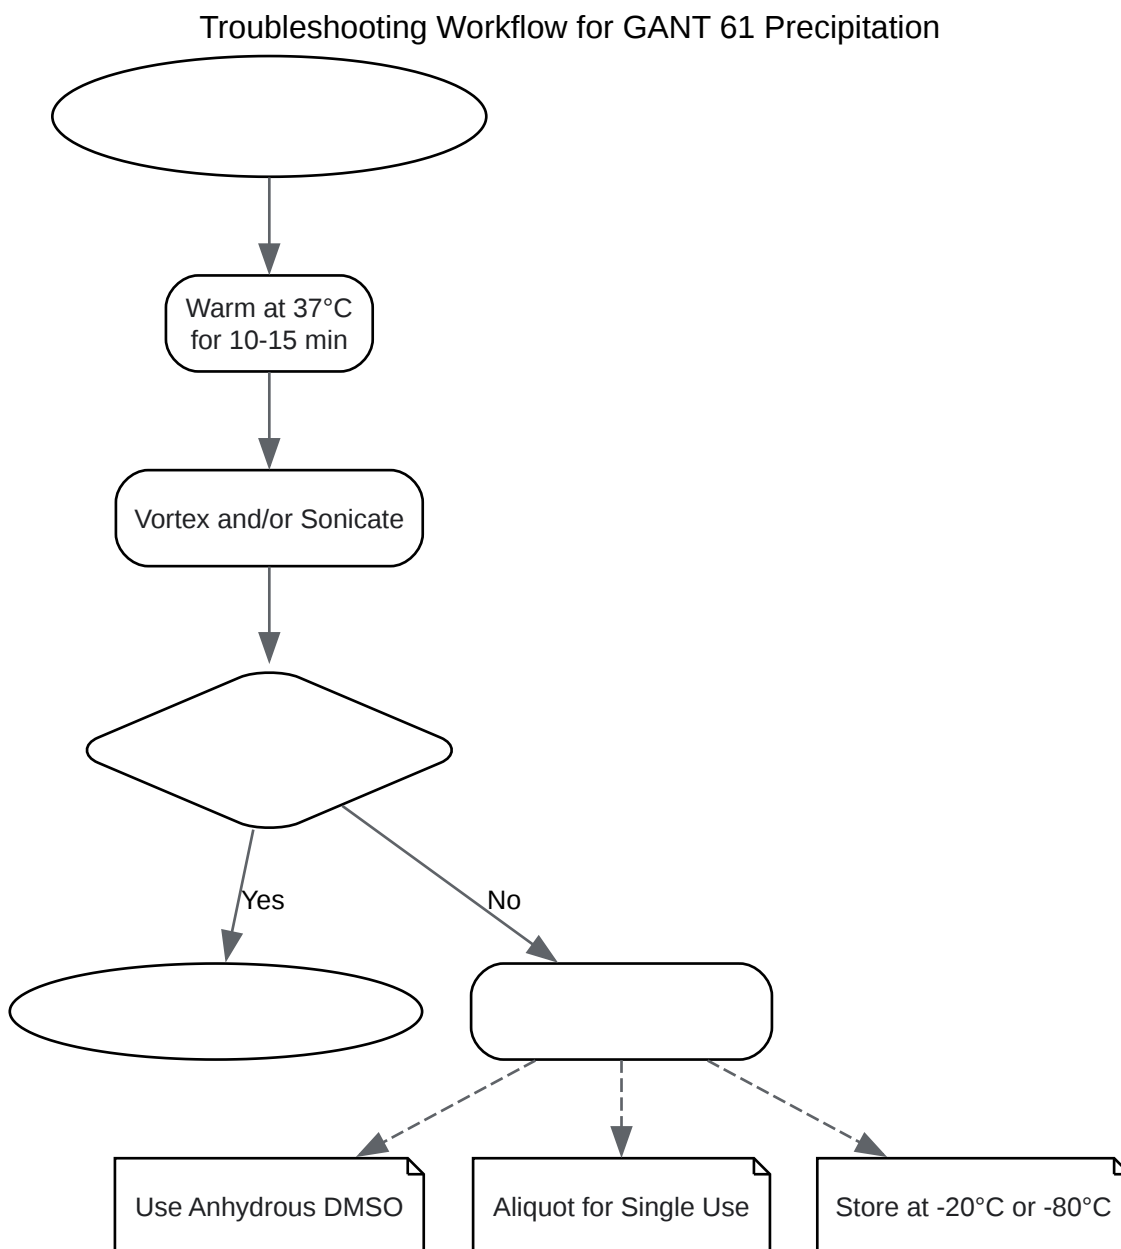 Troubleshooting Workflow for GANT 61 Precipitation
Warm at 37°C
for 10-15 min
Vortex and/or Sonicate
Yes
No
Use Anhydrous DMSO
Aliquot for Single Use
Store at -20°C or -80°C